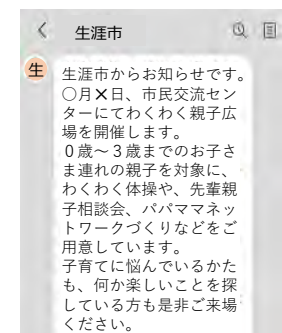 生涯市
生
生涯市からお知らせです。
○月✕日、市民交流セン
ターにてわくわく親子広
場を開催します。
０歳～３歳までのお子さ
ま連れの親子を対象に、
わくわく体操や、先輩親
子相談会、パパママネッ
トワークづくりなどをご
用意しています。
子育てに悩んでいるかた
も、何か楽しいことを探
している方も是非ご来場
ください。